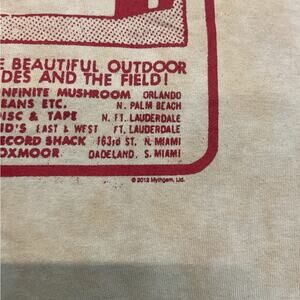 E BEAUTIFUL OUTDOOR
DES AND THE FIELD!
NFINITE MUSHROOM ORLANDO
EANS ETC. N. PALM BEACH
ISC & TAPE N. FT. LAUDERDALE
ID'S EAST & WEST FT. LAUDERDALE
ECORD SHACK 163rd ST. N. MIAMI
OXMOOR DADELAND, S. MIAMI
© 2012 Mythgem, Ltd.